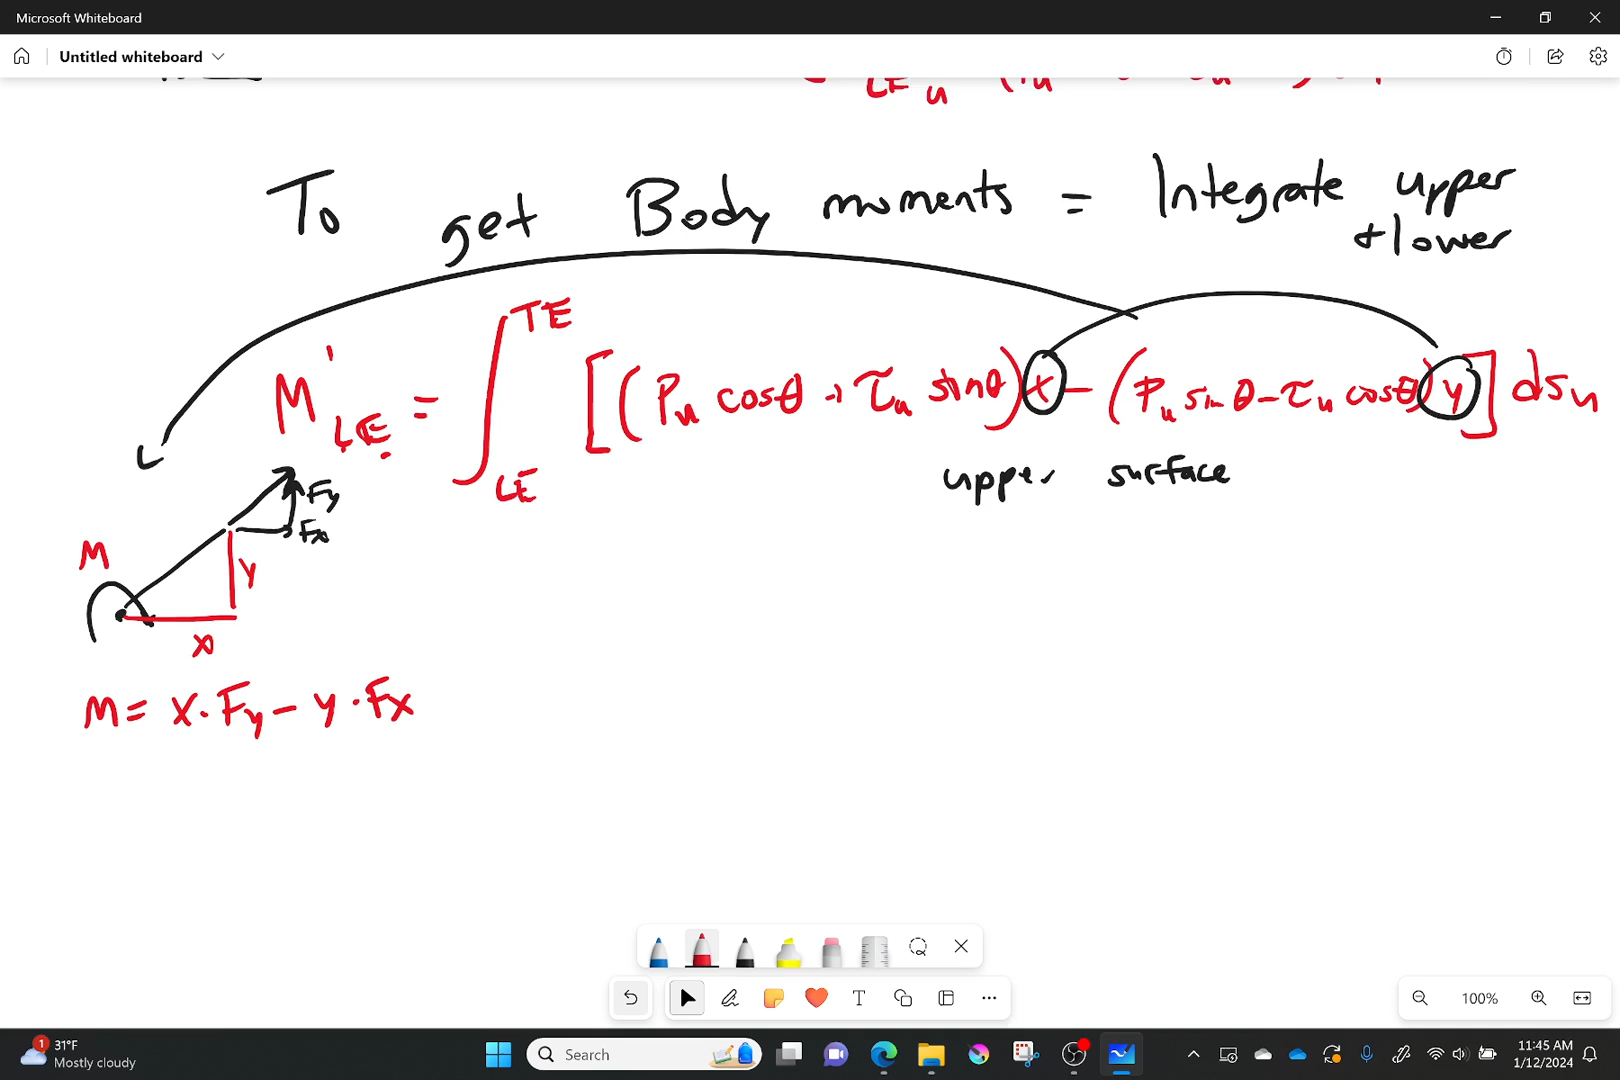 Microsoft Whiteboard
Untitled whiteboard
LE u
To get Body moments = Integrate upper
+ lower
M'LE = ∫ TE LE [(Pu cosθ + τu sinθ) x - (Pu sinθ - τu cosθ) y] dsu
upper surface
Fy
Fx
M
y
x
M = x · Fy - y · Fx
100%
1
31°F
Mostly cloudy
Search
11:45 AM
1/12/2024